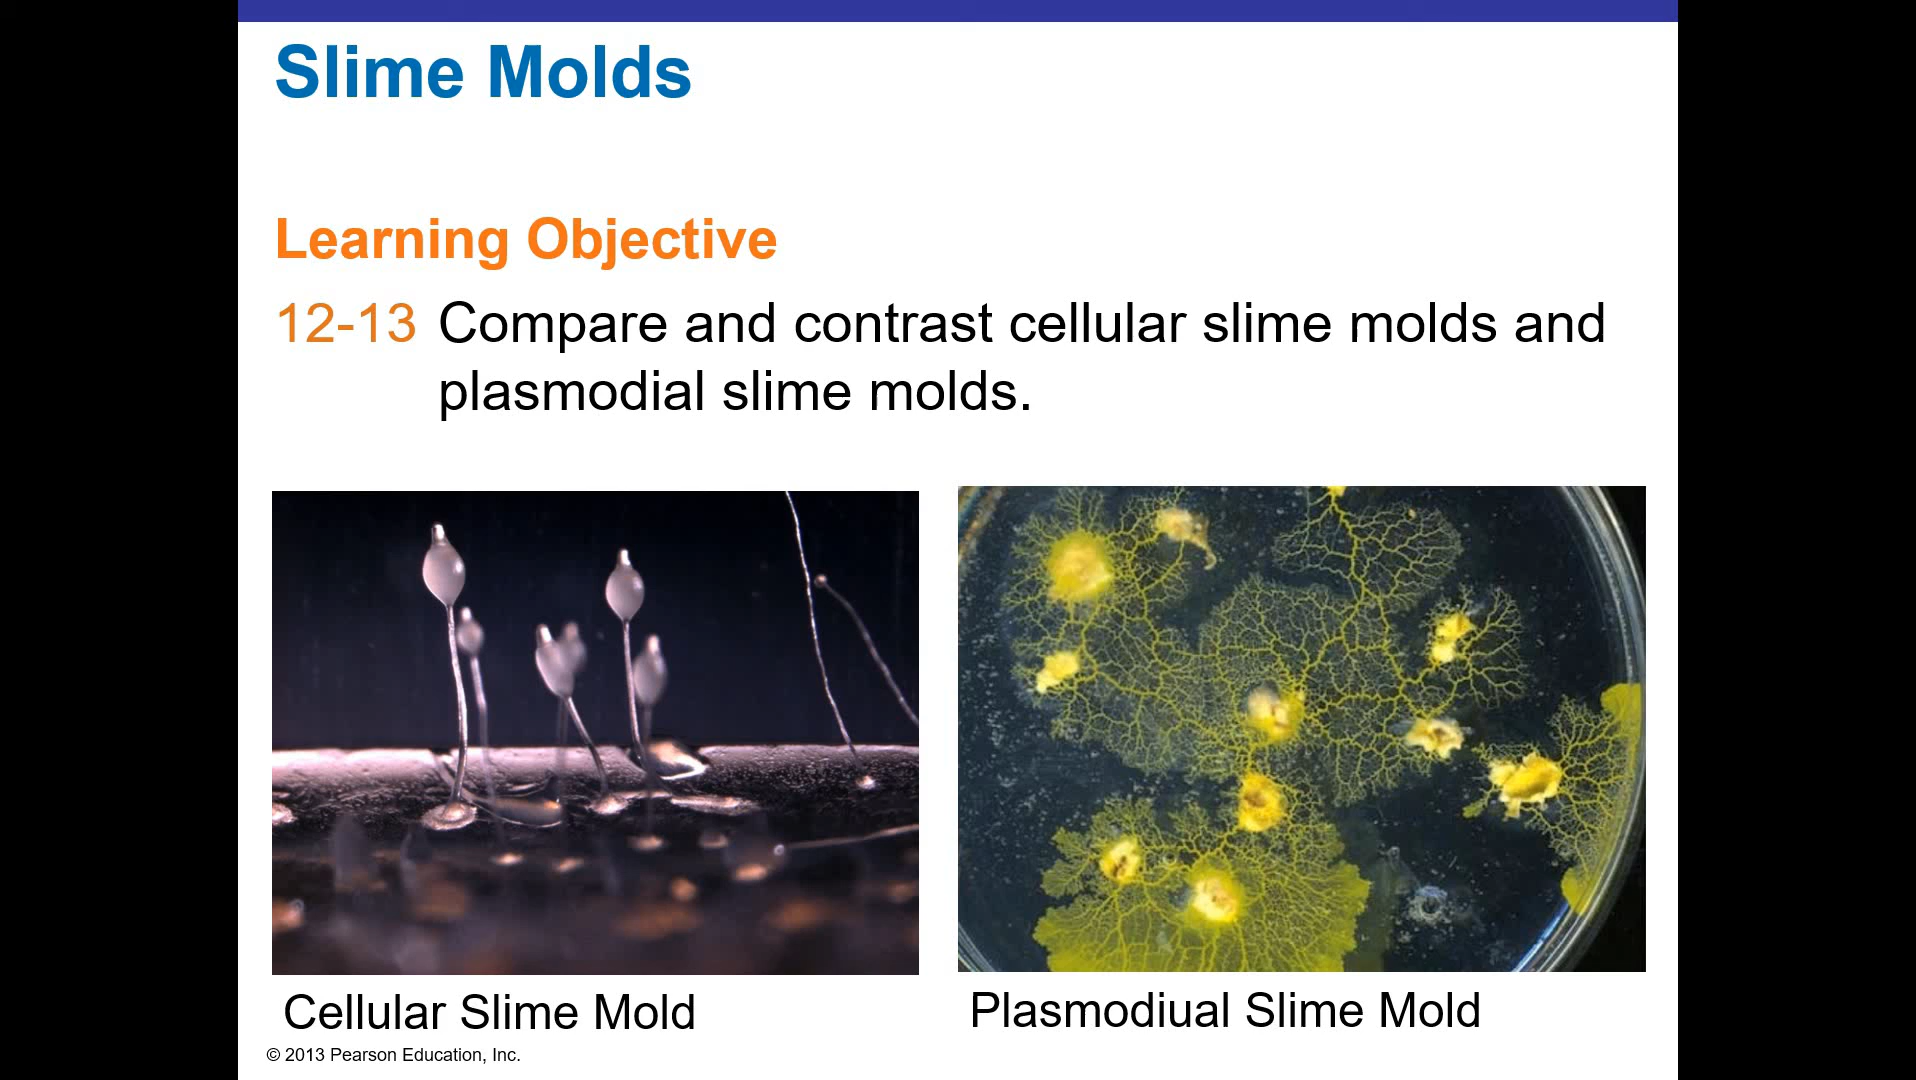 Slime Molds
Learning Objective
12-13 Compare and contrast cellular slime molds and
plasmodial slime molds.
Cellular Slime Mold
Plasmodiual Slime Mold
© 2013 Pearson Education, Inc.